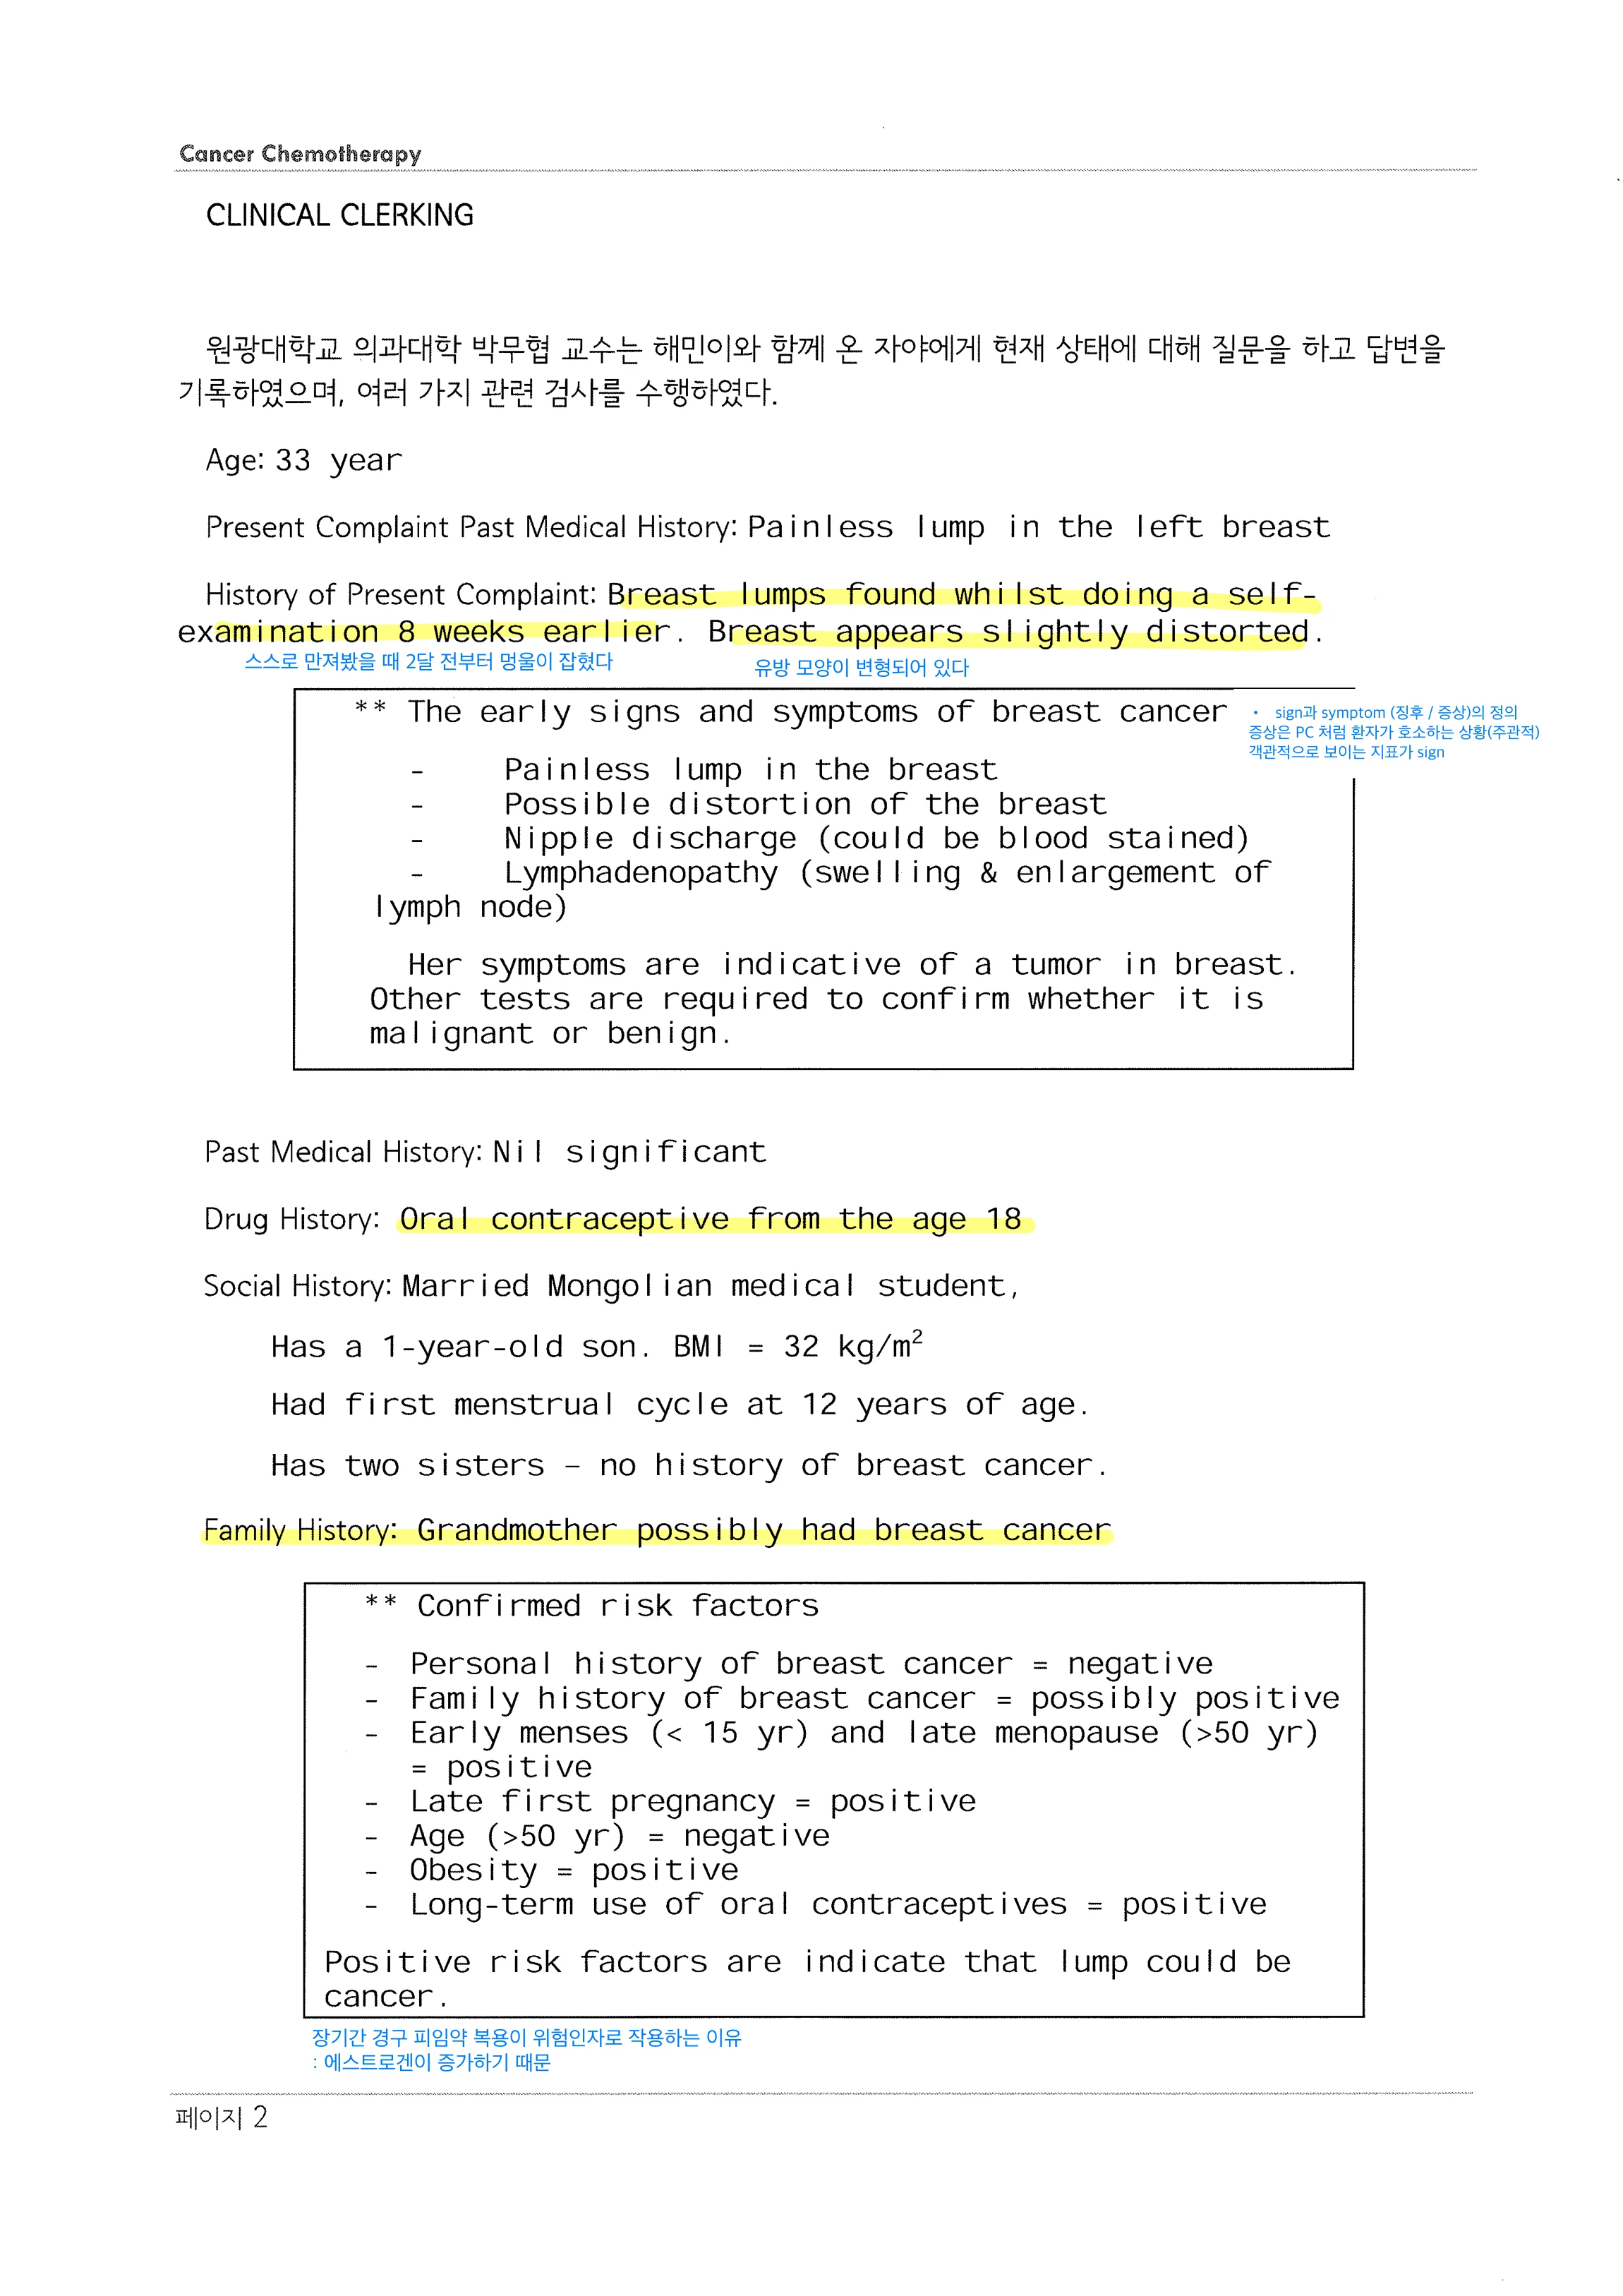 Cancer Chemotherapy
CLINICAL CLERKING
원광대학교 의과대학 박무협 교수는 해민이와 함께 온 자야에게 현재 상태에 대해 질문을 하고 답변을
기록하였으며, 여러 가지 관련 검사를 수행하였다.
Age: 33 year
Present Complaint Past Medical History: Painless lump in the left breast
History of Present Complaint: Breast lumps found whilst doing a self-
examination 8 weeks earlier. Breast appears slightly distorted.
스스로 만져봤을 때 2달 전부터 멍울이 잡혔다
유방 모양이 변형되어 있다
** The early signs and symptoms of breast cancer
• sign과 symptom (징후 / 증상)의 정의
증상은 PC 처럼 환자가 호소하는 상황(주관적)
객관적으로 보이는 지표가 sign
- Painless lump in the breast
- Possible distortion of the breast
- Nipple discharge (could be blood stained)
- Lymphadenopathy (swelling & enlargement of
lymph node)
Her symptoms are indicative of a tumor in breast.
Other tests are required to confirm whether it is
malignant or benign.
Past Medical History: Nil significant
Drug History: Oral contraceptive from the age 18
Social History: Married Mongolian medical student,
Has a 1-year-old son. BMI = 32 kg/m²
Had first menstrual cycle at 12 years of age.
Has two sisters – no history of breast cancer.
Family History: Grandmother possibly had breast cancer
** Confirmed risk factors
- Personal history of breast cancer = negative
- Family history of breast cancer = possibly positive
- Early menses (< 15 yr) and late menopause (>50 yr)
= positive
- Late first pregnancy = positive
- Age (>50 yr) = negative
- Obesity = positive
- Long-term use of oral contraceptives = positive
Positive risk factors are indicate that lump could be
cancer.
장기간 경구 피임약 복용이 위험인자로 작용하는 이유
: 에스트로겐이 증가하기 때문
페이지 2